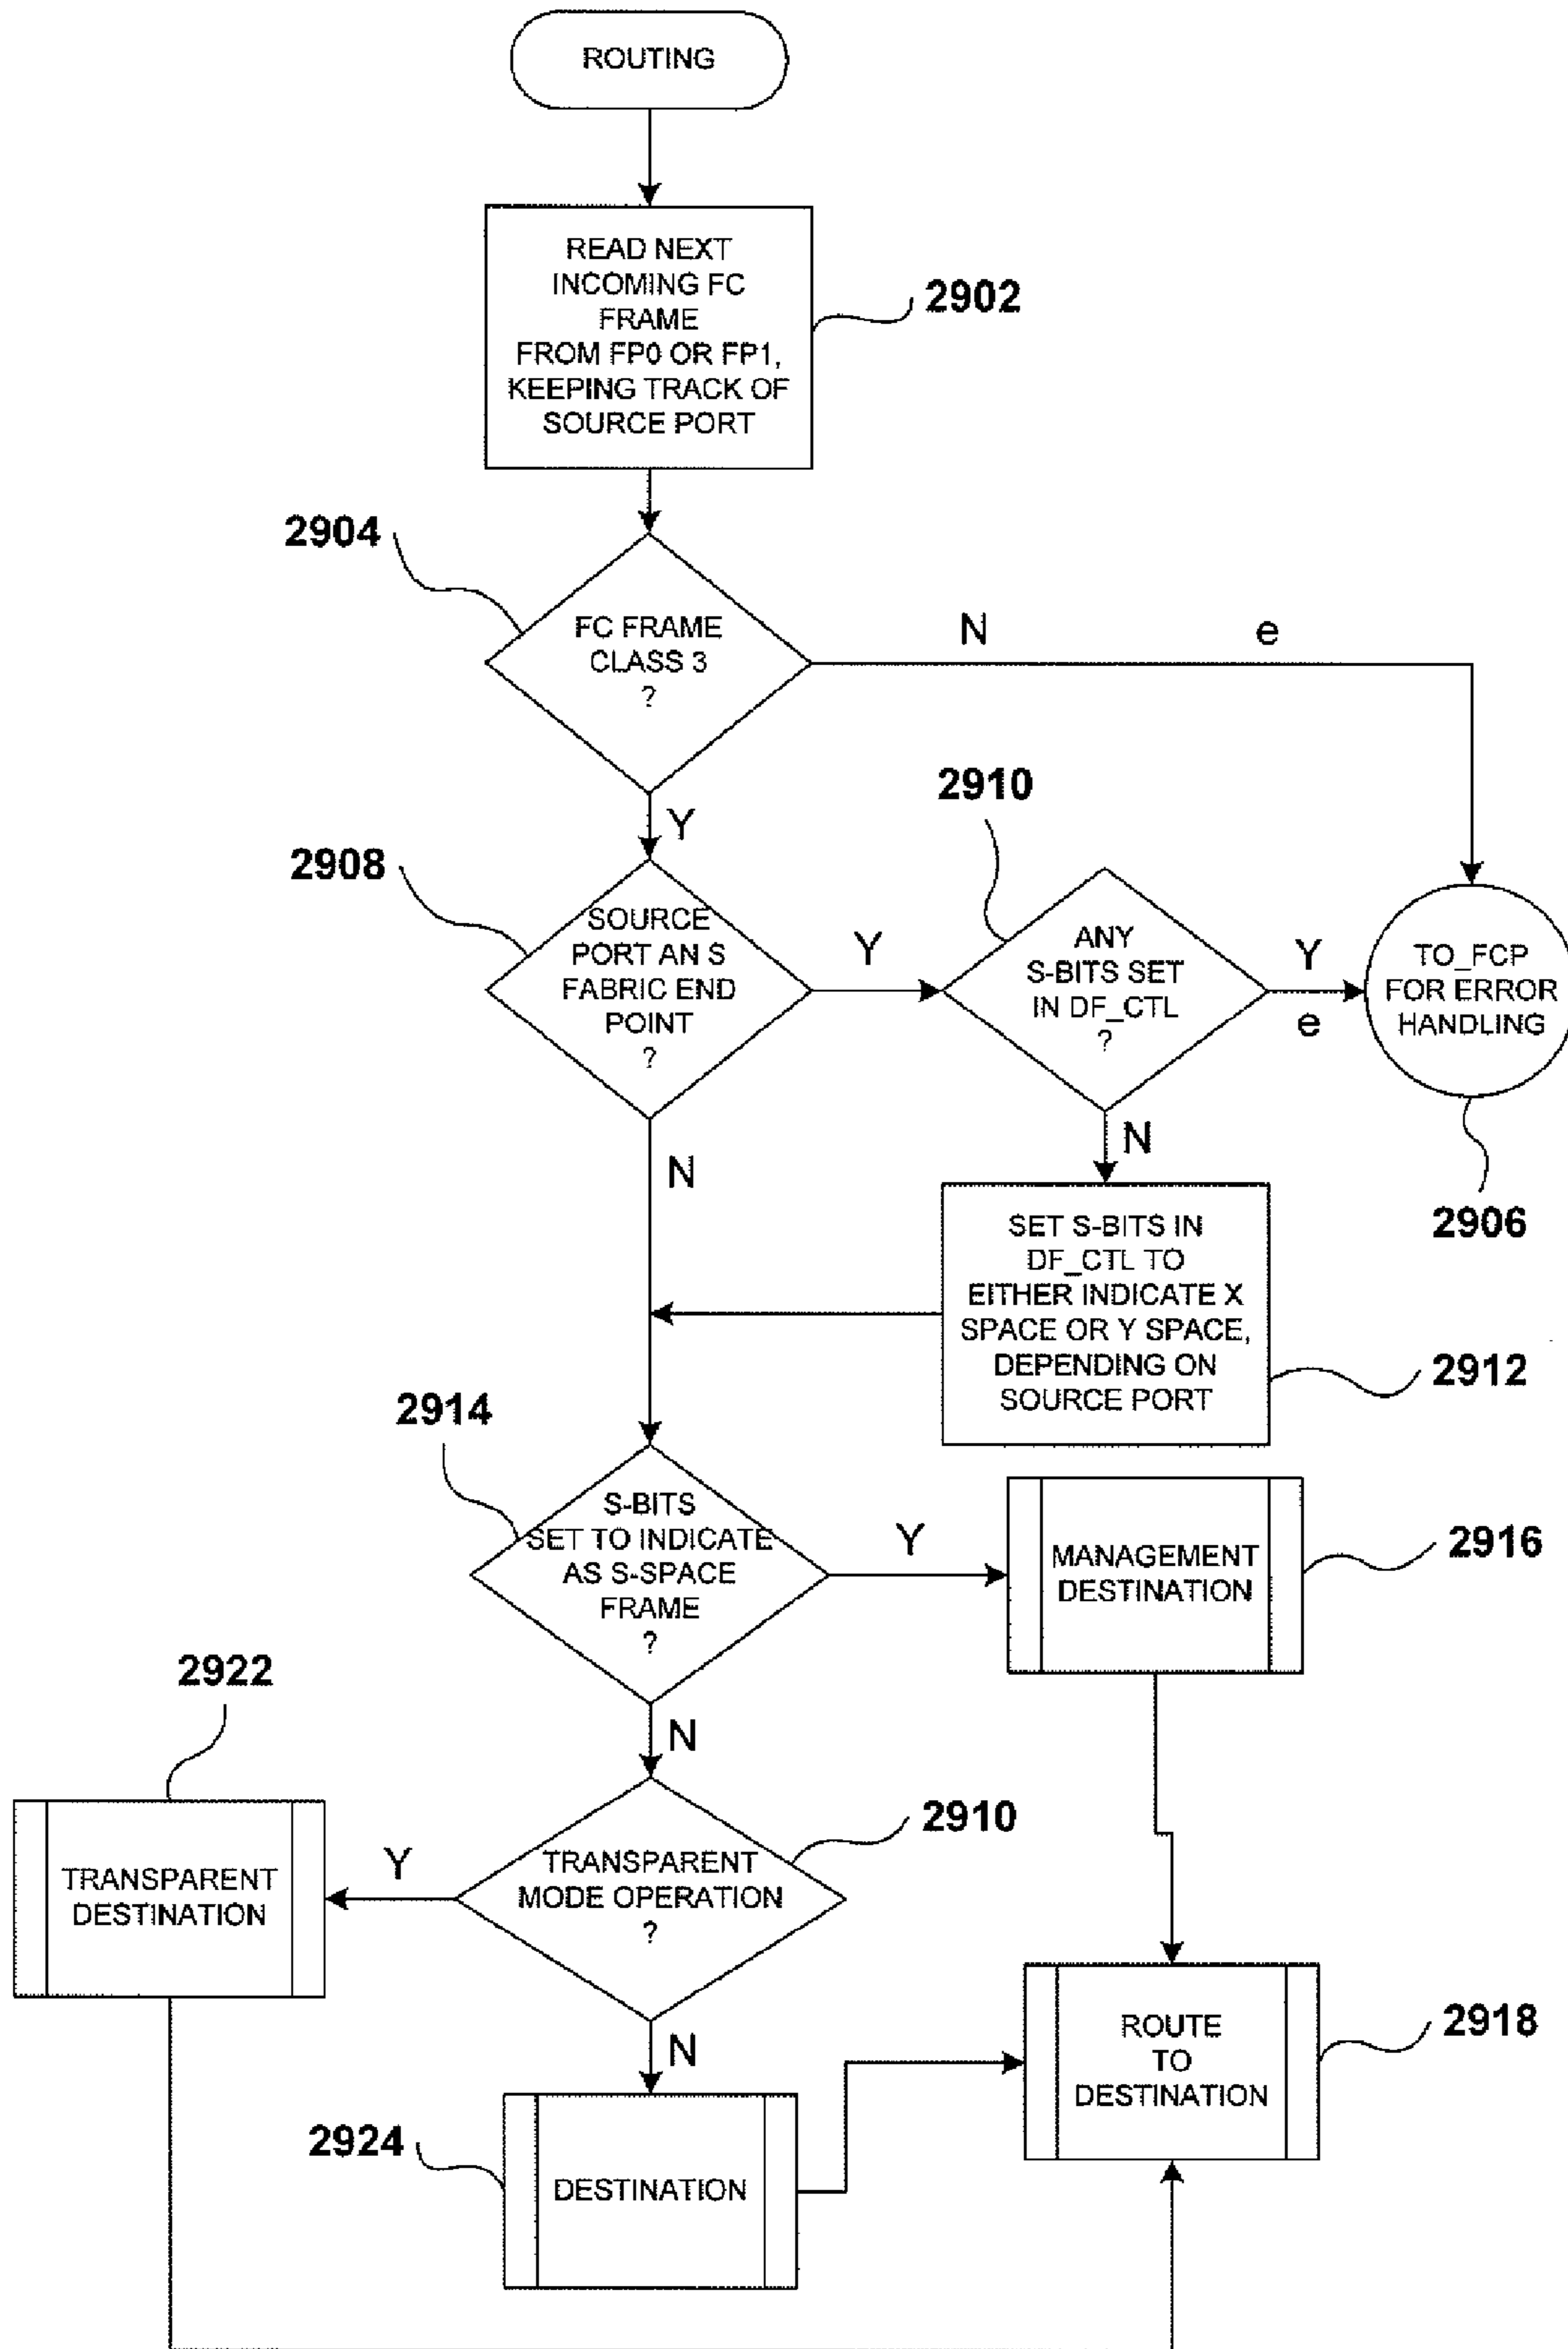 ROUTING
READ NEXT
INCOMING FC
FRAME
FROM FP0 OR FP1,
KEEPING TRACK OF
SOURCE PORT
2902
2904
FC FRAME
CLASS 3
?
N
e
Y
2908
SOURCE
PORT AN S
FABRIC END
POINT
?
Y
N
2910
ANY
S-BITS SET
IN DF_CTL
?
Y
e
N
TO_FCP
FOR ERROR
HANDLING
2906
SET S-BITS IN
DF_CTL TO
EITHER INDICATE X
SPACE OR Y SPACE,
DEPENDING ON
SOURCE PORT
2912
2914
S-BITS
SET TO INDICATE
AS S-SPACE
FRAME
?
Y
N
MANAGEMENT
DESTINATION
2916
2922
TRANSPARENT
DESTINATION
Y
TRANSPARENT
MODE OPERATION
?
2910
N
ROUTE
TO
DESTINATION
2918
2924
DESTINATION